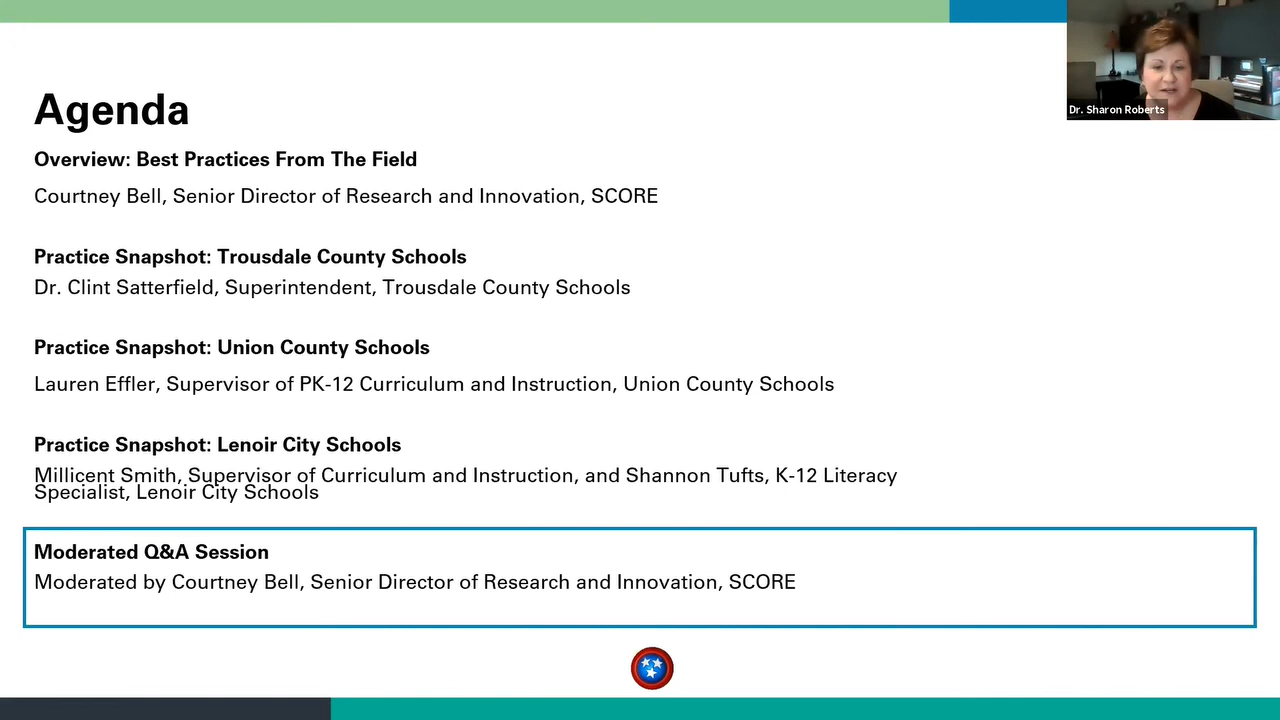 Agenda
Dr. Sharon Roberts
Overview: Best Practices From The Field
Courtney Bell, Senior Director of Research and Innovation, SCORE
Practice Snapshot: Trousdale County Schools
Dr. Clint Satterfield, Superintendent, Trousdale County Schools
Practice Snapshot: Union County Schools
Lauren Effler, Supervisor of PK-12 Curriculum and Instruction, Union County Schools
Practice Snapshot: Lenoir City Schools
Millicent Smith, Supervisor of Curriculum and Instruction, and Shannon Tufts, K-12 Literacy
Specialist, Lenoir City Schools
Moderated Q&A Session
Moderated by Courtney Bell, Senior Director of Research and Innovation, SCORE